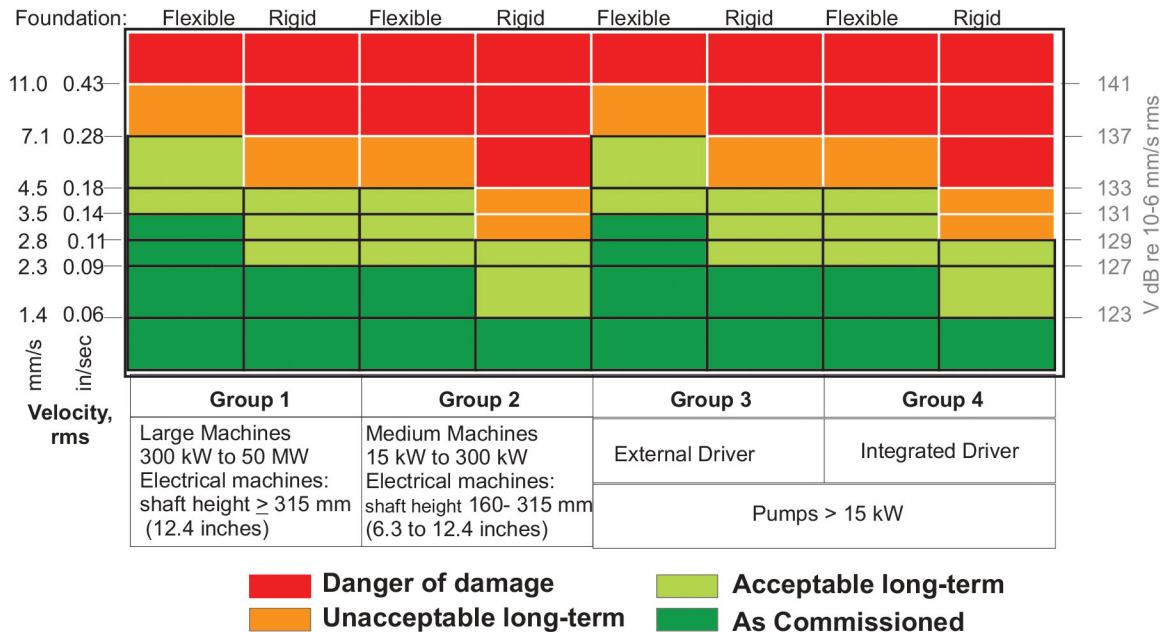 Foundation: Flexible Rigid Flexible Rigid Flexible Rigid Flexible Rigid
11.0 0.43 141
7.1 0.28 137
4.5 0.18 133
3.5 0.14 131
2.8 0.11 129
2.3 0.09 127
1.4 0.06 123
mm/s
in/sec
V dB re 10-6 mm/s rms
Velocity,
rms
Group 1 Group 2 Group 3 Group 4
Large Machines
300 kW to 50 MW
Electrical machines:
shaft height ≥ 315 mm
(12.4 inches)
Medium Machines
15 kW to 300 kW
Electrical machines:
shaft height 160- 315 mm
(6.3 to 12.4 inches)
External Driver
Integrated Driver
Pumps > 15 kW
Danger of damage
Unacceptable long-term
Acceptable long-term
As Commissioned